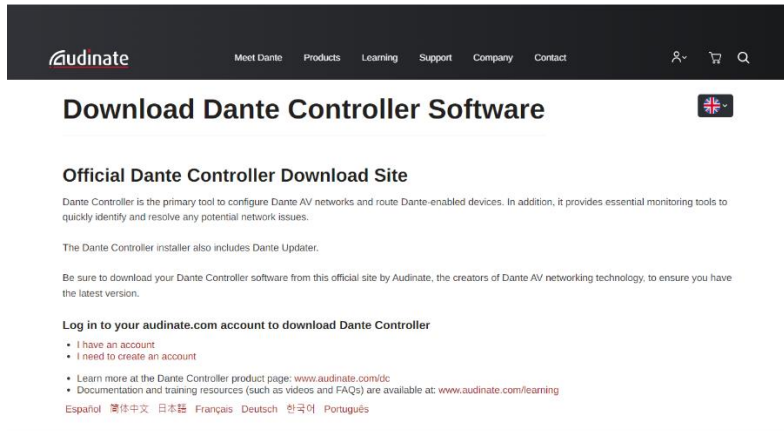 Audinate
Meet Dante Products Learning Support Company Contact
Download Dante Controller Software
Official Dante Controller Download Site
Dante Controller is the primary tool to configure Dante AV networks and route Dante-enabled devices. In addition, it provides essential monitoring tools to
quickly identify and resolve any potential network issues.
The Dante Controller installer also includes Dante Updater.
Be sure to download your Dante Controller software from this official site by Audinate, the creators of Dante AV networking technology, to ensure you have
the latest version.
Log in to your audinate.com account to download Dante Controller
• I have an account
• I need to create an account
• Learn more at the Dante Controller product page: www.audinate.com/dc
• Documentation and training resources (such as videos and FAQs) are available at: www.audinate.com/learning
Español 简体中文 日本語 Français Deutsch 한국어 Português